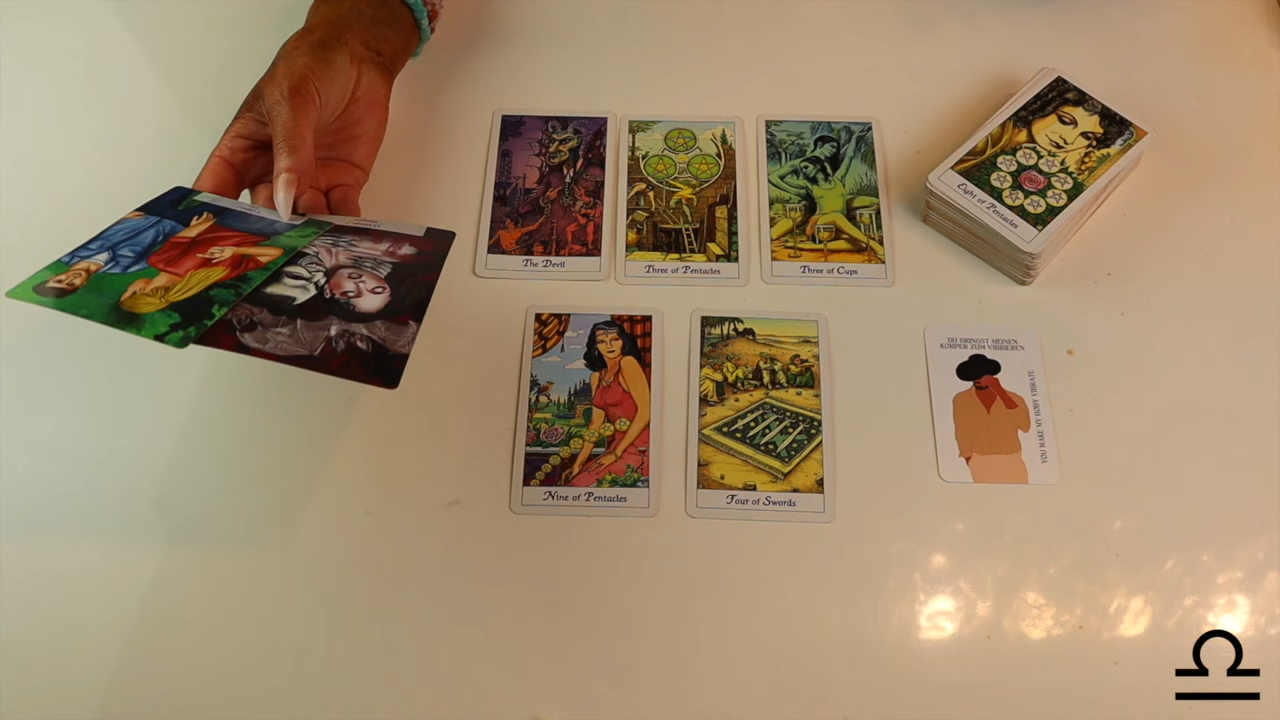 The Devil
Three of Pentacles
Three of Cups
Eight of Pentacles
Nine of Pentacles
Four of Swords
DU BRINGST MEINEN
KÖRPER ZUM VIBRIEREN
YOU MAKE MY BODY VIBRATE